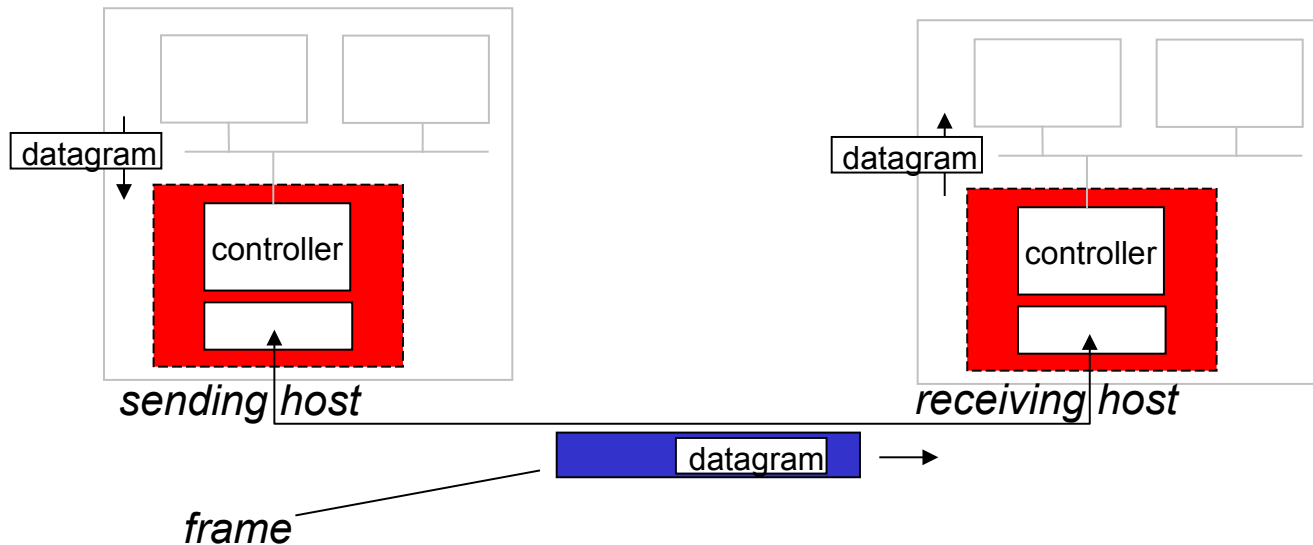 datagram
datagram
controller
controller
sending host
receiving host
datagram
frame